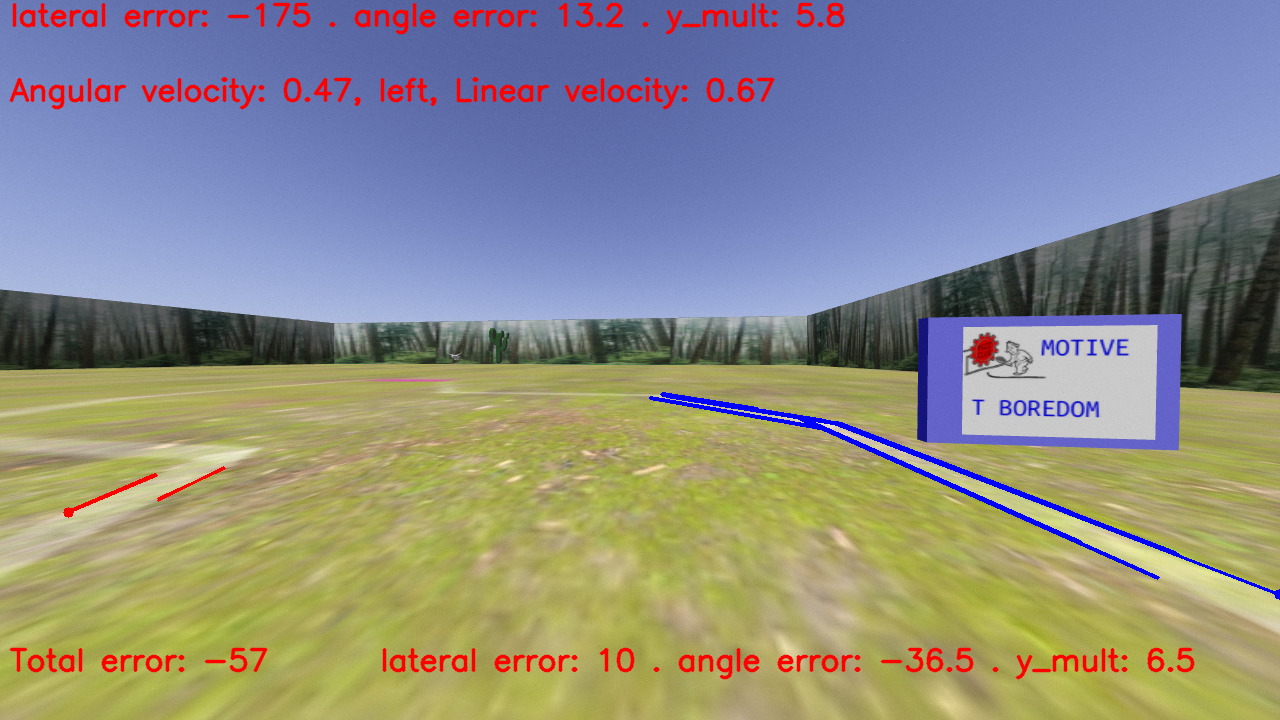 lateral error: −175 . angle error: 13.2 . y_mult: 5.8
Angular velocity: 0.47, left, Linear velocity: 0.67
MOTIVE
T BOREDOM
Total error: −57
lateral error: 10 . angle error: −36.5 . y_mult: 6.5